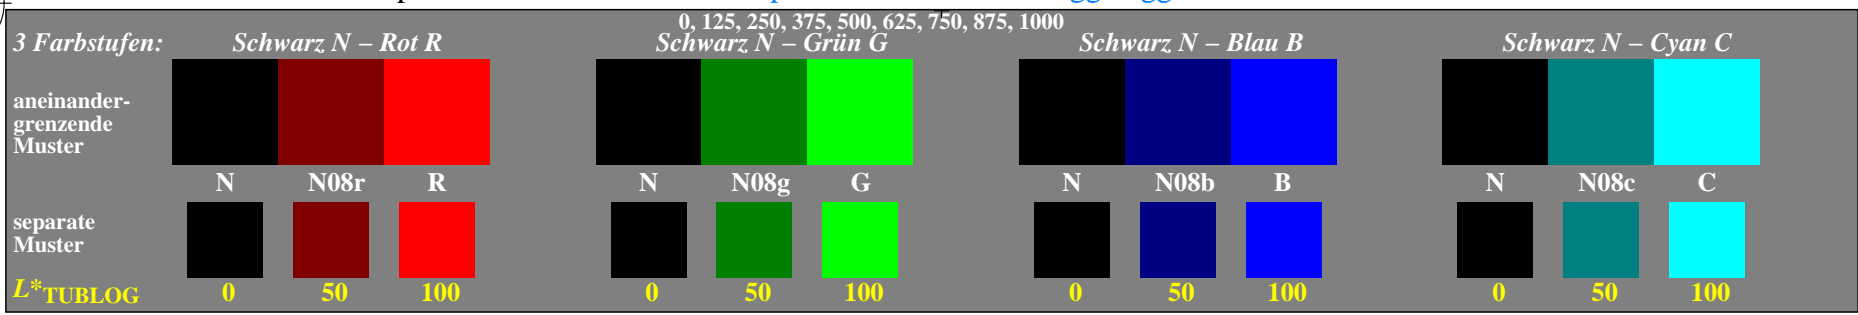 0, 125, 250, 375, 500, 625, 750, 875, 1000
3 Farbstufen: Schwarz N – Rot R Schwarz N – Grün G Schwarz N – Blau B Schwarz N – Cyan C
aneinander-
grenzende
Muster
N N08r R N N08g G N N08b B N N08c C
separate
Muster
L*TUBLOG 0 50 100 0 50 100 0 50 100 0 50 100